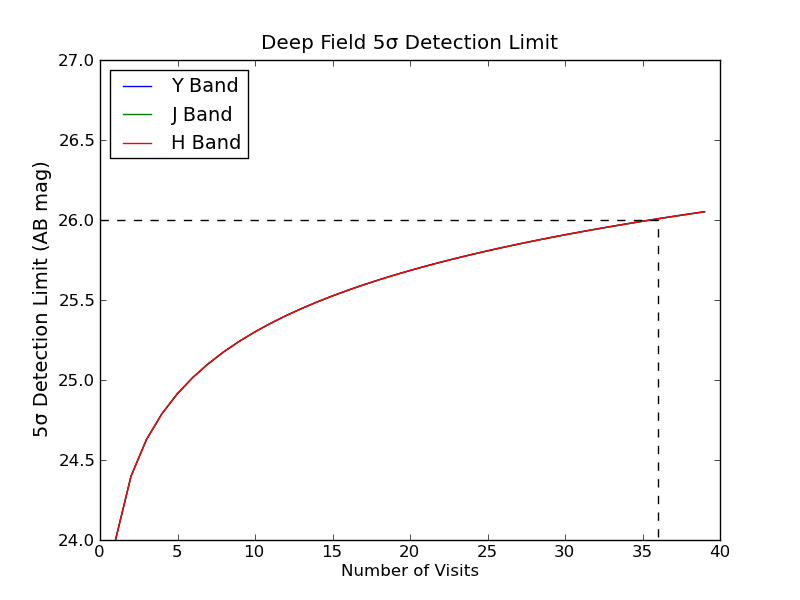 Deep Field 5σ Detection Limit
27.0
26.5
26.0
25.5
25.0
24.5
24.0
5σ Detection Limit (AB mag)
Y Band
J Band
H Band
0 5 10 15 20 25 30 35 40
Number of Visits